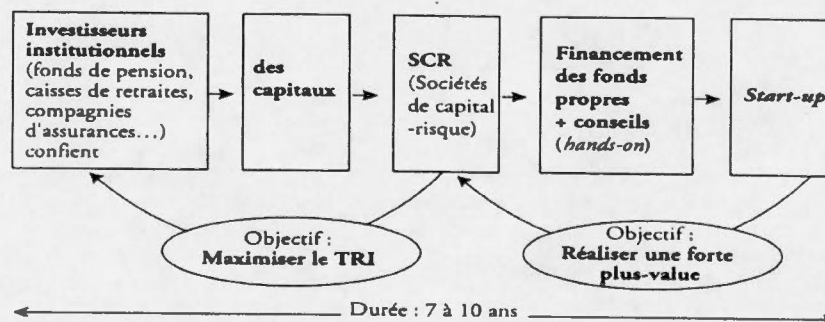 Investisseurs
institutionnels
(fonds de pension,
caisses de retraites,
compagnies
d'assurances...)
confient
des
capitaux
SCR
(Sociétés
de capital
-risque)
Financement
des fonds
propres
+ conseils
(hands-on)
Start-up
Objectif :
Maximiser le TRI
Objectif :
Réaliser une forte
plus-value
Durée : 7 à 10 ans